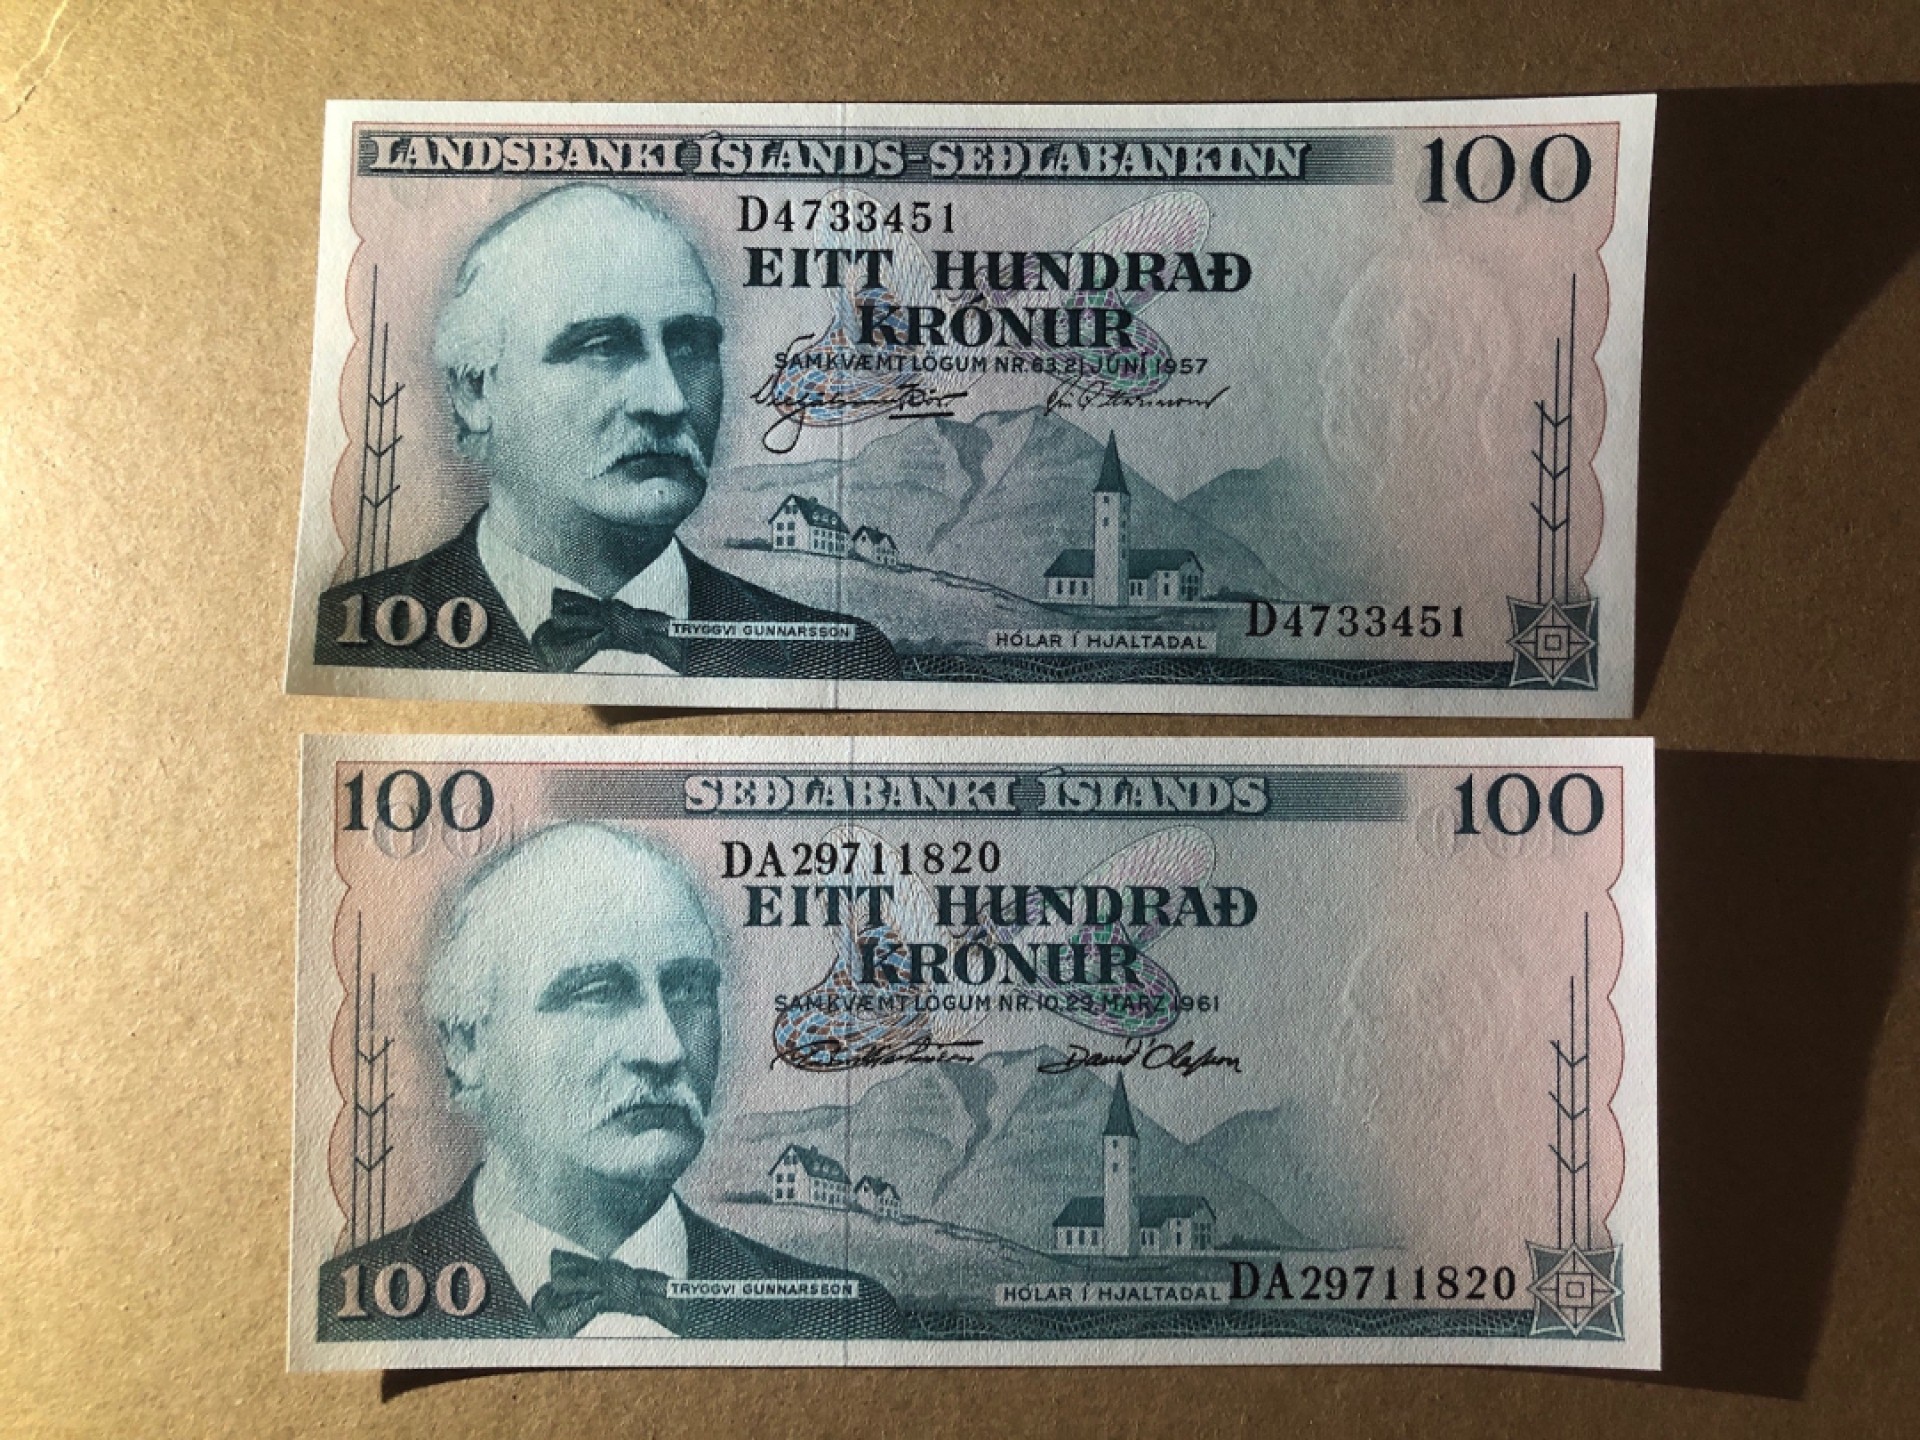 LANDSBANKI ÍSLANDS-SEÐLABANKINN 100
D4733451
EITT HUNDRAÐ
KRÓNUR
SAMKVÆMT LÖGUM NR.63,21.JÚNÍ 1957
D4733451
100
TRYGGVI GUNNARSSON
HÓLAR Í HJALTADAL
100 SEÐLABANKI ÍSLANDS 100
DA29711820
EITT HUNDRAÐ
KRÓNUR
SAMKVÆMT LÖGUM NR.10,29.MARZ 1961
Davíð Ólafsson
100
TRYGGVI GUNNARSSON
HÓLAR Í HJALTADAL
DA29711820